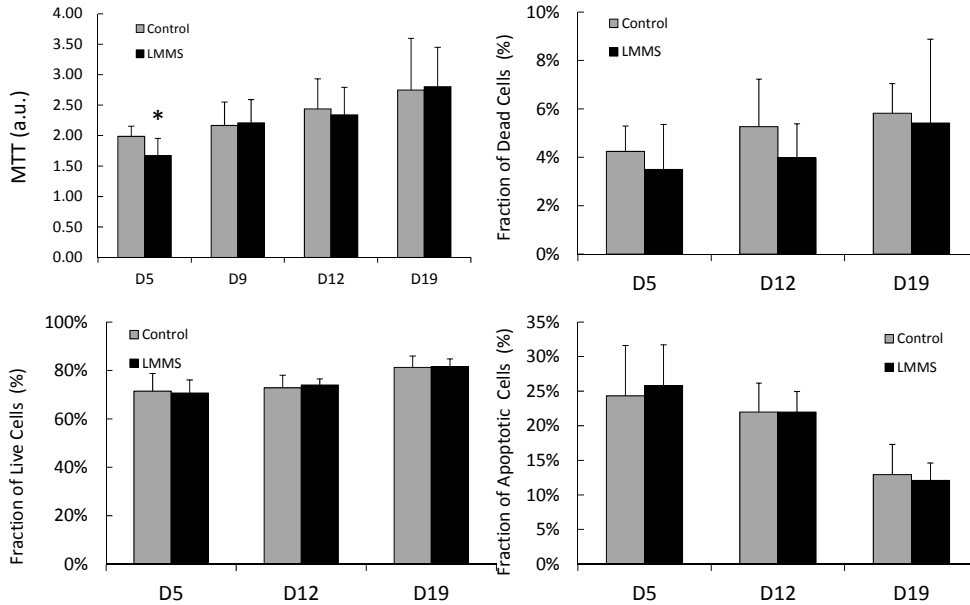 MTT (a.u.)
4.00
3.50
3.00
2.50
2.00
1.50
1.00
0.50
0.00
Control
LMMS
*
D5 D9 D12 D19
Fraction of Dead Cells (%)
10%
8%
6%
4%
2%
0%
Control
LMMS
D5 D12 D19
Fraction of Live Cells (%)
100%
80%
60%
40%
20%
0%
Control
LMMS
D5 D12 D19
Fraction of Apoptotic Cells (%)
35%
30%
25%
20%
15%
10%
5%
0%
Control
LMMS
D5 D12 D19